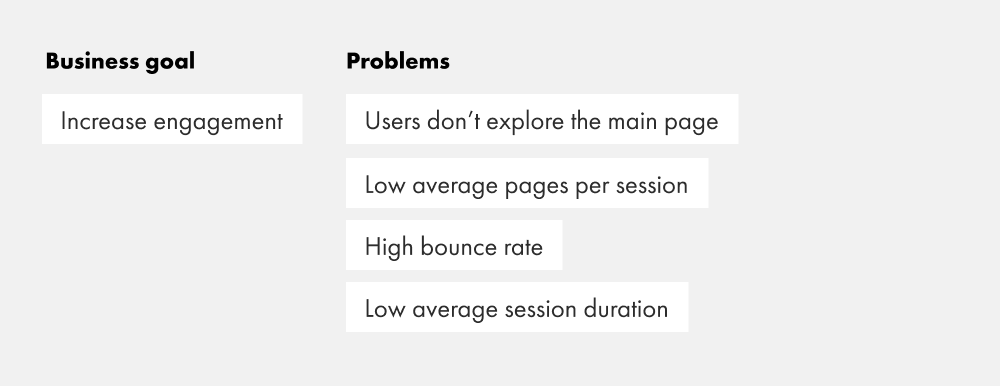 Business goal
Increase engagement
Problems
Users don’t explore the main page
Low average pages per session
High bounce rate
Low average session duration